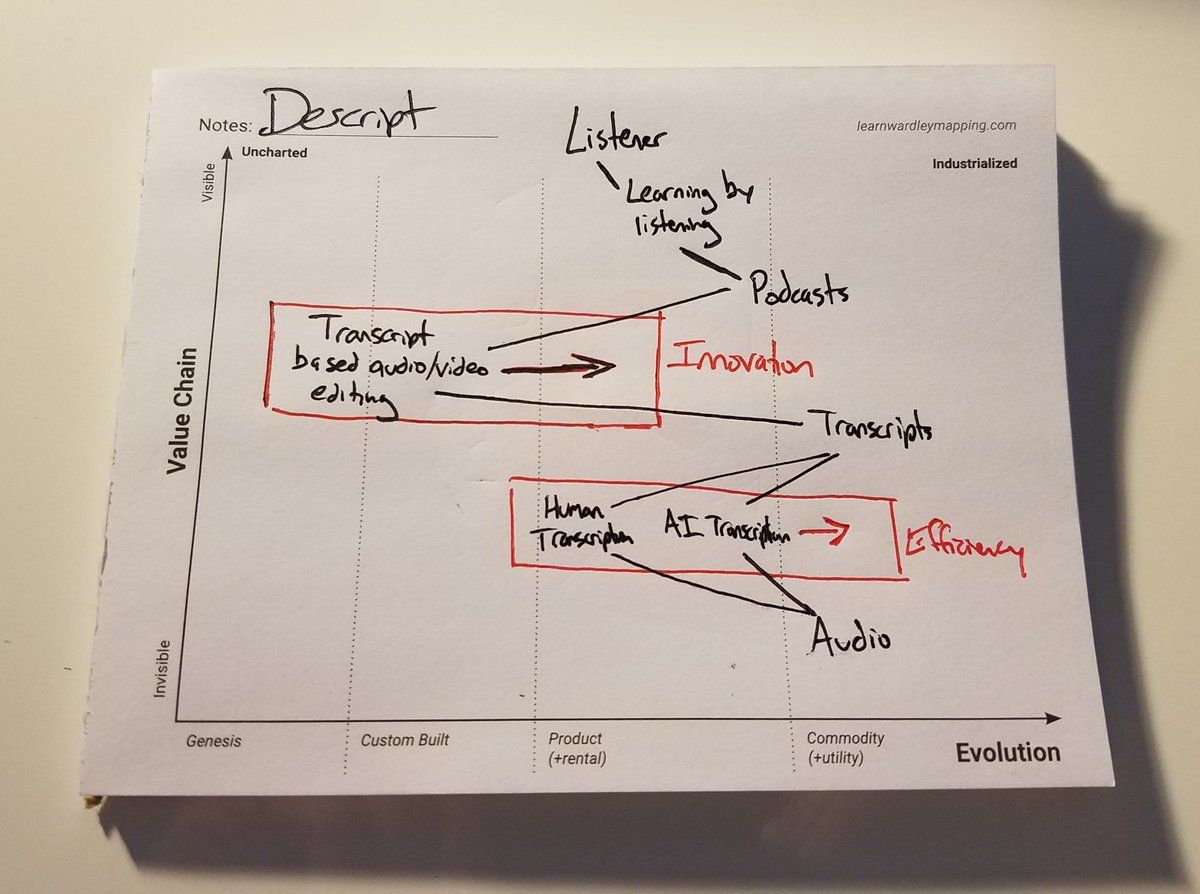 Notes: Descript
learnwardleymapping.com
Uncharted
Industrialized
Visible
Value Chain
Invisible
Listener
Learning by
listening
Podcasts
Transcript
based audio/video
editing
Innovation
Transcripts
Human
Transcription
AI Transcription
Efficiency
Audio
Genesis
Custom Built
Product
(+rental)
Commodity
(+utility)
Evolution